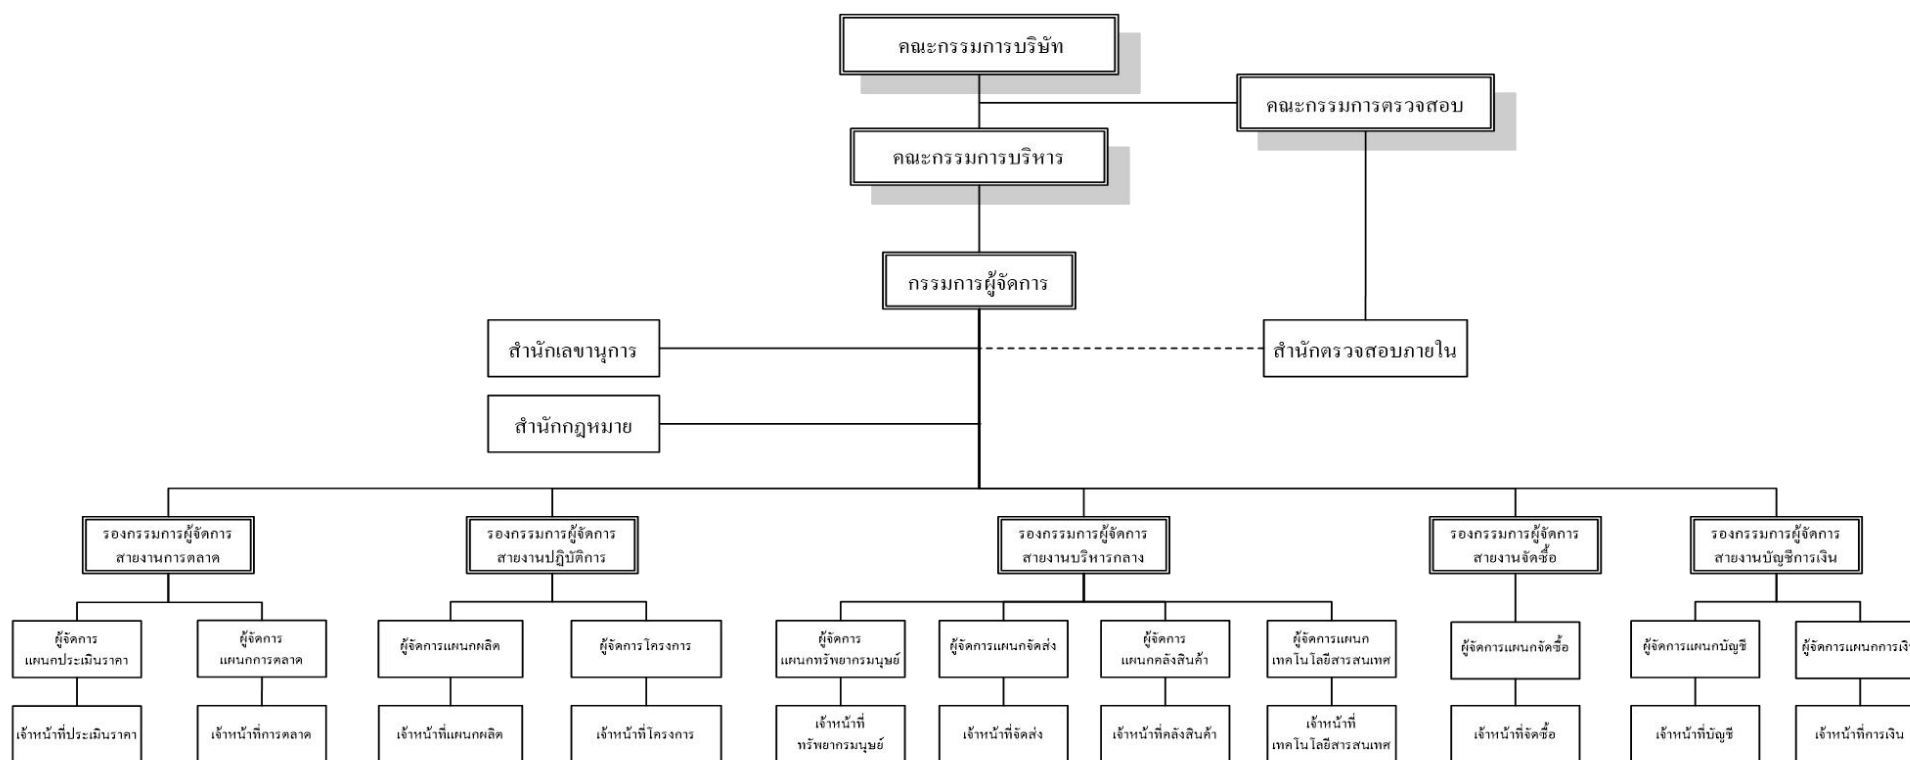 คณะกรรมการบริษัท
คณะกรรมการตรวจสอบ
คณะกรรมการบริหาร
กรรมการผู้จัดการ
สำนักเลขานุการ
สำนักตรวจสอบภายใน
สำนักกฎหมาย
รองกรรมการผู้จัดการ
สายงานการตลาด
รองกรรมการผู้จัดการ
สายงานปฏิบัติการ
รองกรรมการผู้จัดการ
สายงานบริหารกลาง
รองกรรมการผู้จัดการ
สายงานจัดซื้อ
รองกรรมการผู้จัดการ
สายงานบัญชีการเงิน
ผู้จัดการ
แผนกประเมินราคา
ผู้จัดการ
แผนกการตลาด
ผู้จัดการแผนกผลิต
ผู้จัดการโครงการ
ผู้จัดการ
แผนกทรัพยากรมนุษย์
ผู้จัดการแผนกจัดส่ง
ผู้จัดการ
แผนกคลังสินค้า
ผู้จัดการแผนก
เทคโนโลยีสารสนเทศ
ผู้จัดการแผนกจัดซื้อ
ผู้จัดการแผนกบัญชี
ผู้จัดการแผนกการเงิ
เจ้าหน้าที่ประเมินราคา
เจ้าหน้าที่การตลาด
เจ้าหน้าที่แผนกผลิต
เจ้าหน้าที่โครงการ
เจ้าหน้าที่
ทรัพยากรมนุษย์
เจ้าหน้าที่จัดส่ง
เจ้าหน้าที่คลังสินค้า
เจ้าหน้าที่
เทคโนโลยีสารสนเทศ
เจ้าหน้าที่จัดซื้อ
เจ้าหน้าที่บัญชี
เจ้าหน้าที่การเงิน